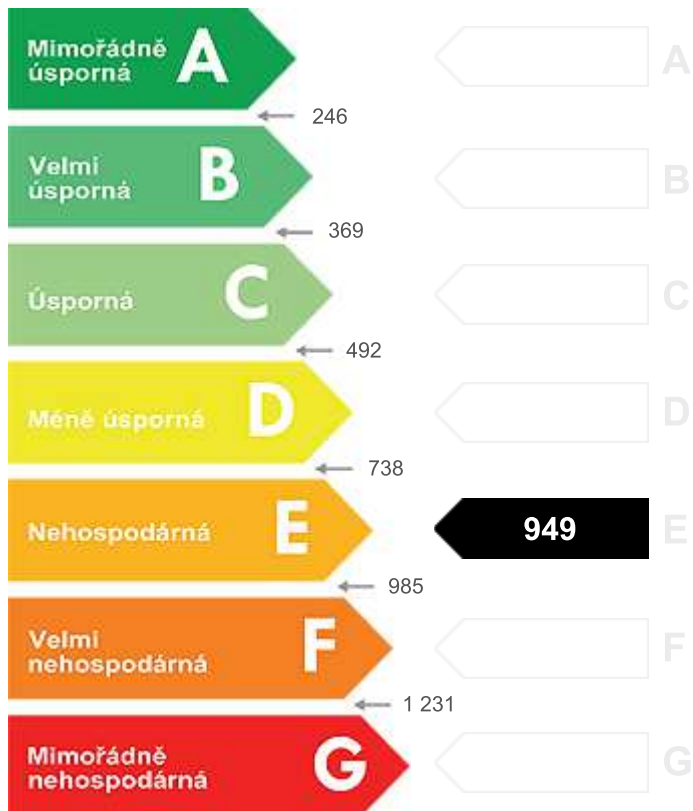 Mimořádně
úsporná
A
A
246
Velmi
úsporná
B
B
369
Úsporná
C
C
492
Méně úsporná
D
D
738
Nehospodárná
E
949
E
985
Velmi
nehospodárná
F
F
1 231
Mimořádně
nehospodárná
G
G